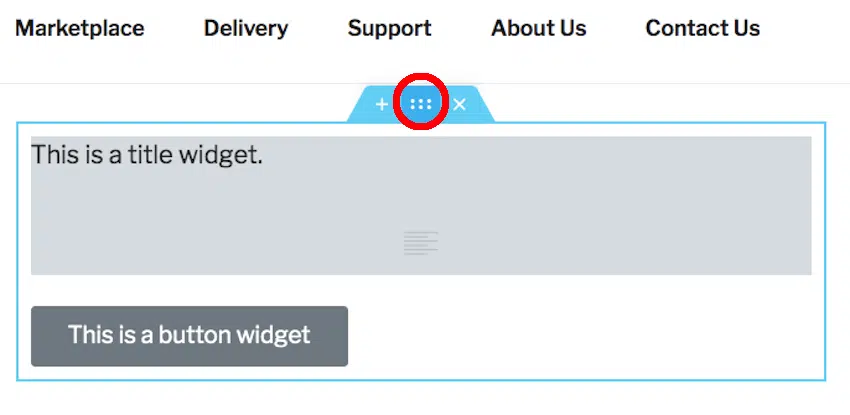 Marketplace Delivery Support About Us Contact Us
This is a title widget.
This is a button widget